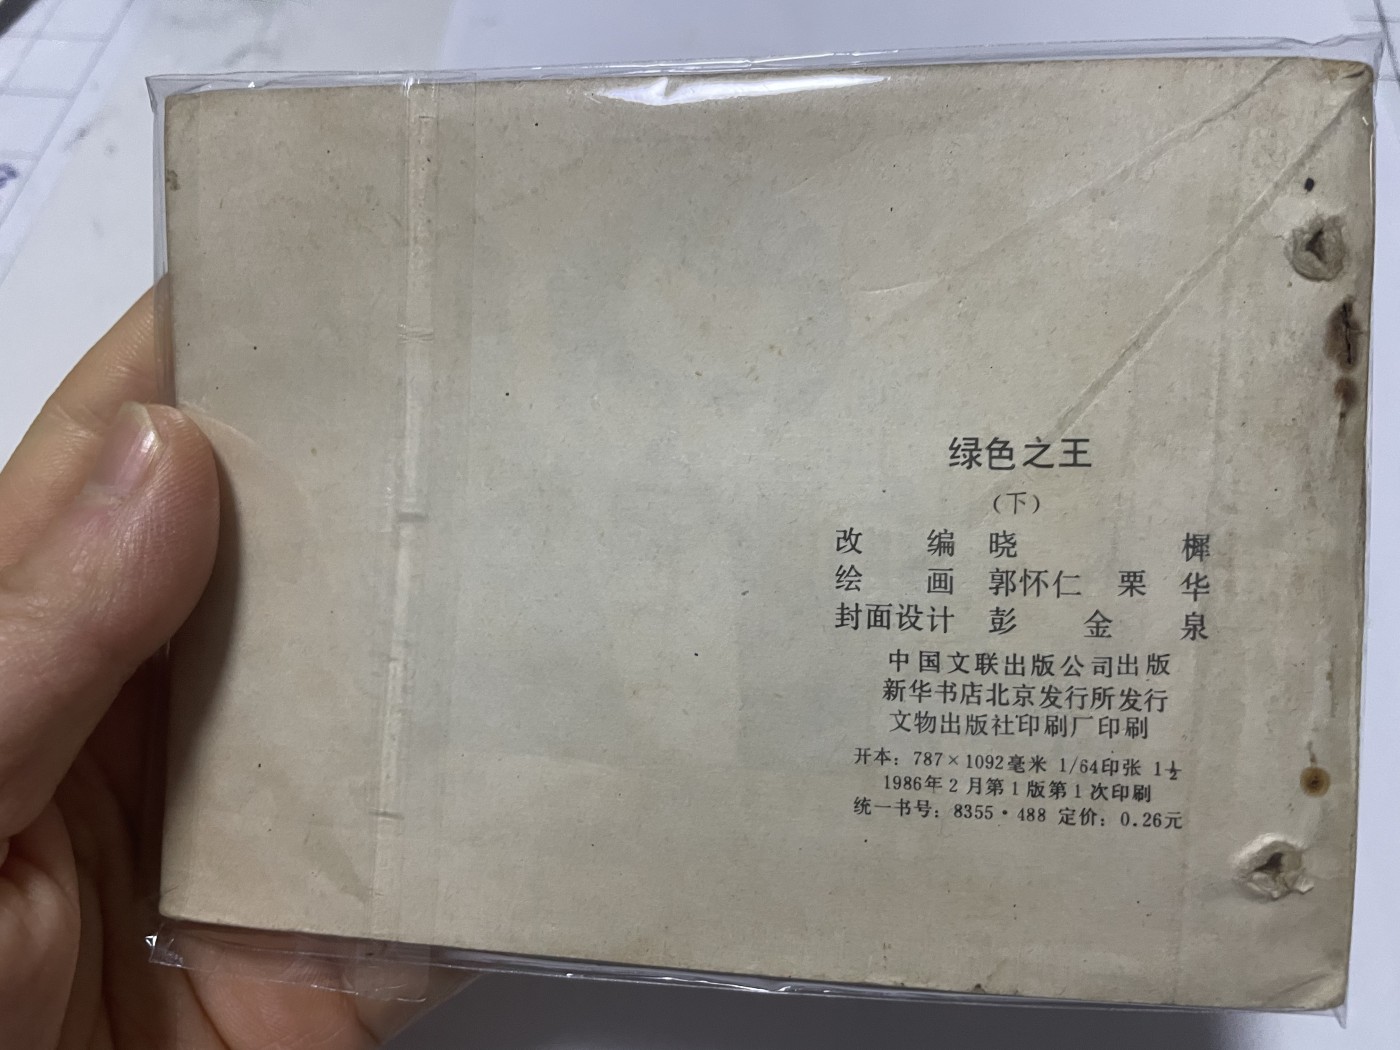 绿色之王
（下）
改 编 晓 樨
绘 画 郭怀仁 栗 华
封面设计 彭 金 泉
中国文联出版公司出版
新华书店北京发行所发行
文物出版社印刷厂印刷
开本：787×1092毫米 1/64印张 1½
1986年2月第1版第1次印刷
统一书号：8355·488 定价：0.26元